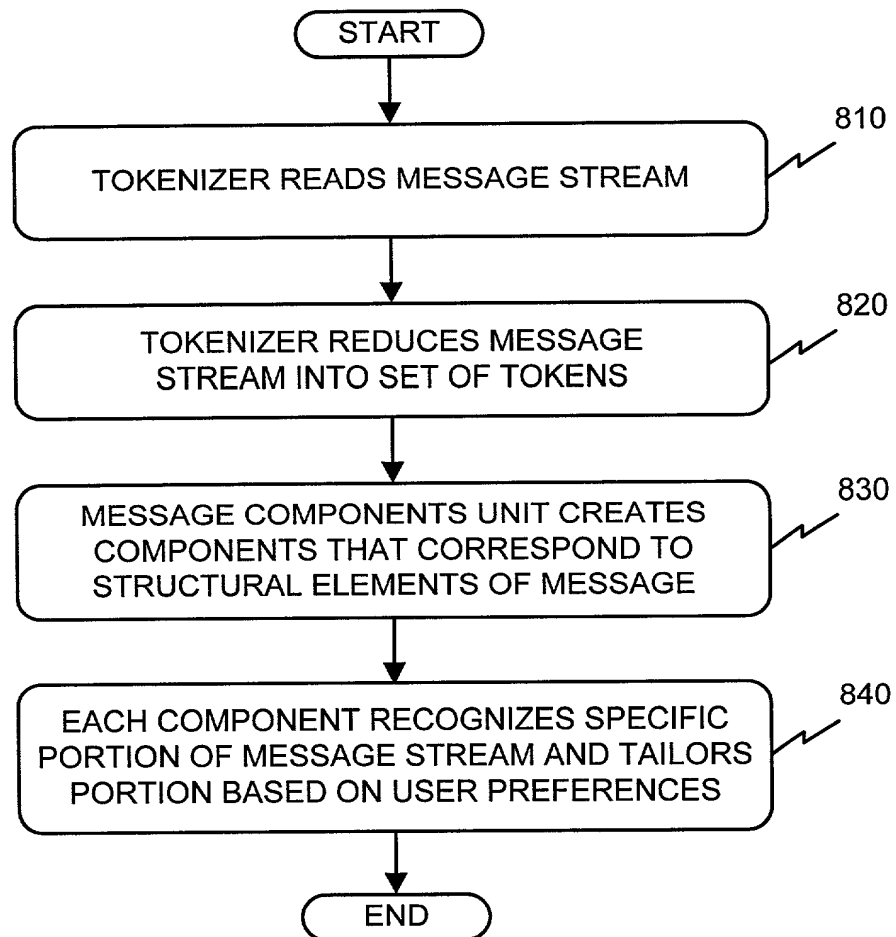 START
810
TOKENIZER READS MESSAGE STREAM
820
TOKENIZER REDUCES MESSAGE
STREAM INTO SET OF TOKENS
830
MESSAGE COMPONENTS UNIT CREATES
COMPONENTS THAT CORRESPOND TO
STRUCTURAL ELEMENTS OF MESSAGE
840
EACH COMPONENT RECOGNIZES SPECIFIC
PORTION OF MESSAGE STREAM AND TAILORS
PORTION BASED ON USER PREFERENCES
END